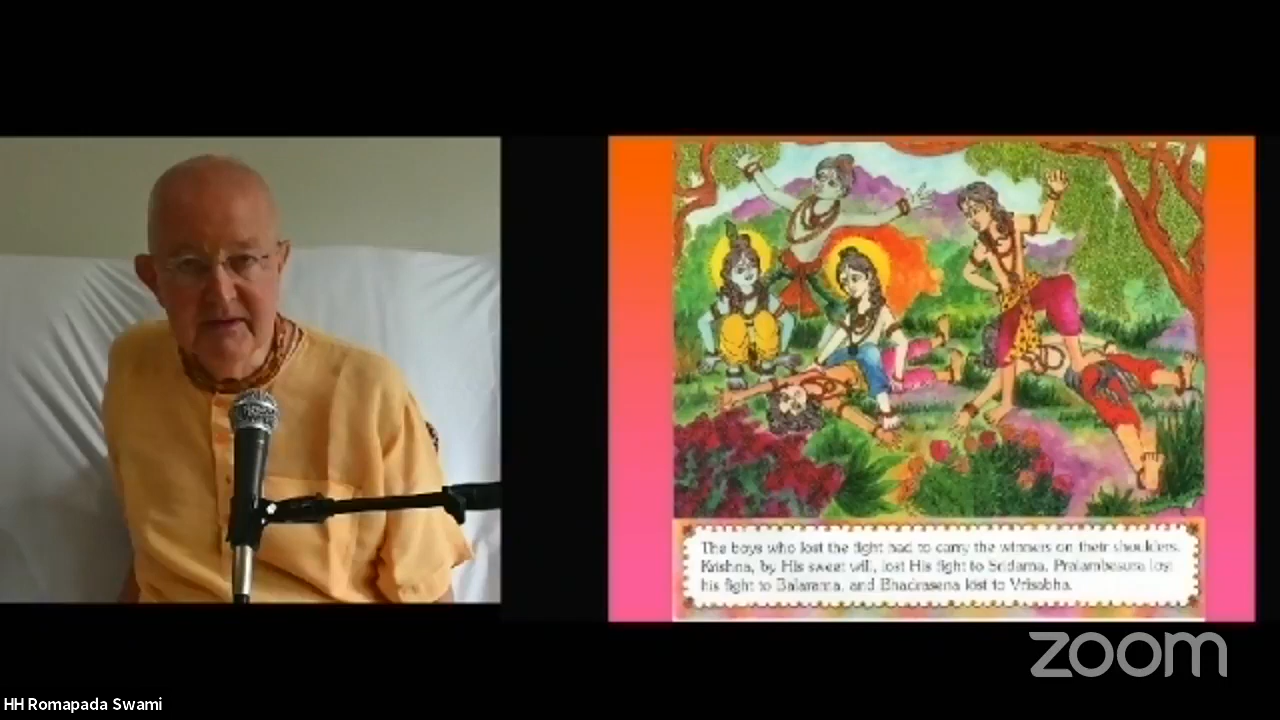 The boys who lost the fight had to carry the winners on their shoulders.
Krishna, by His sweet will, lost His fight to Sridama. Pralambasura lost
his fight to Balarama, and Bhadrasena lost to Vrisabha.
zoom
HH Romapada Swami